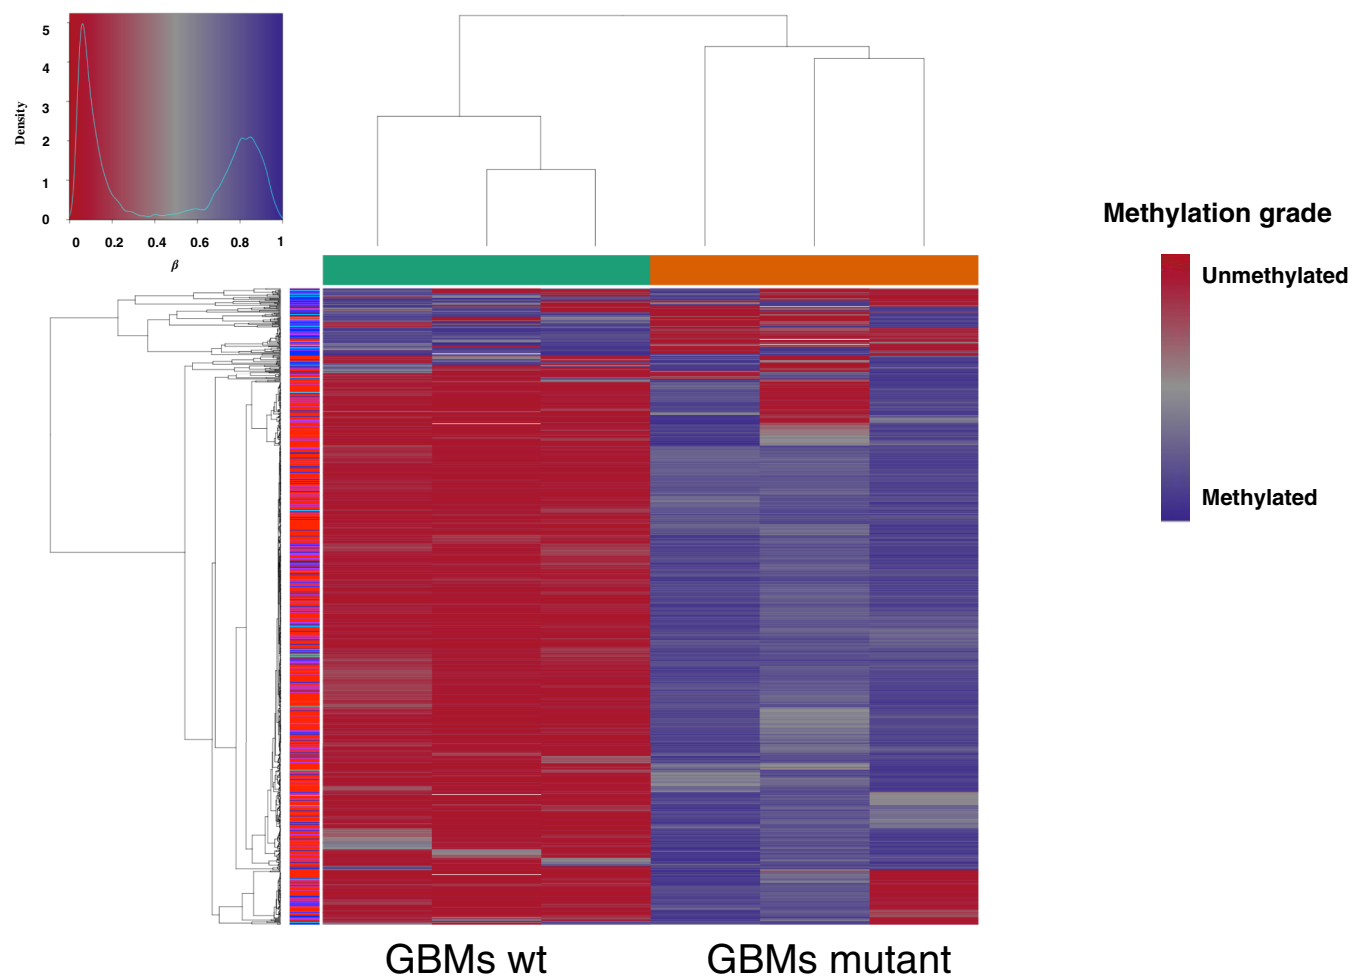 5
4
3
2
1
0
Density
0 0.2 0.4 0.6 0.8 1
β
Methylation grade
Unmethylated
Methylated
GBMs wt GBMs mutant